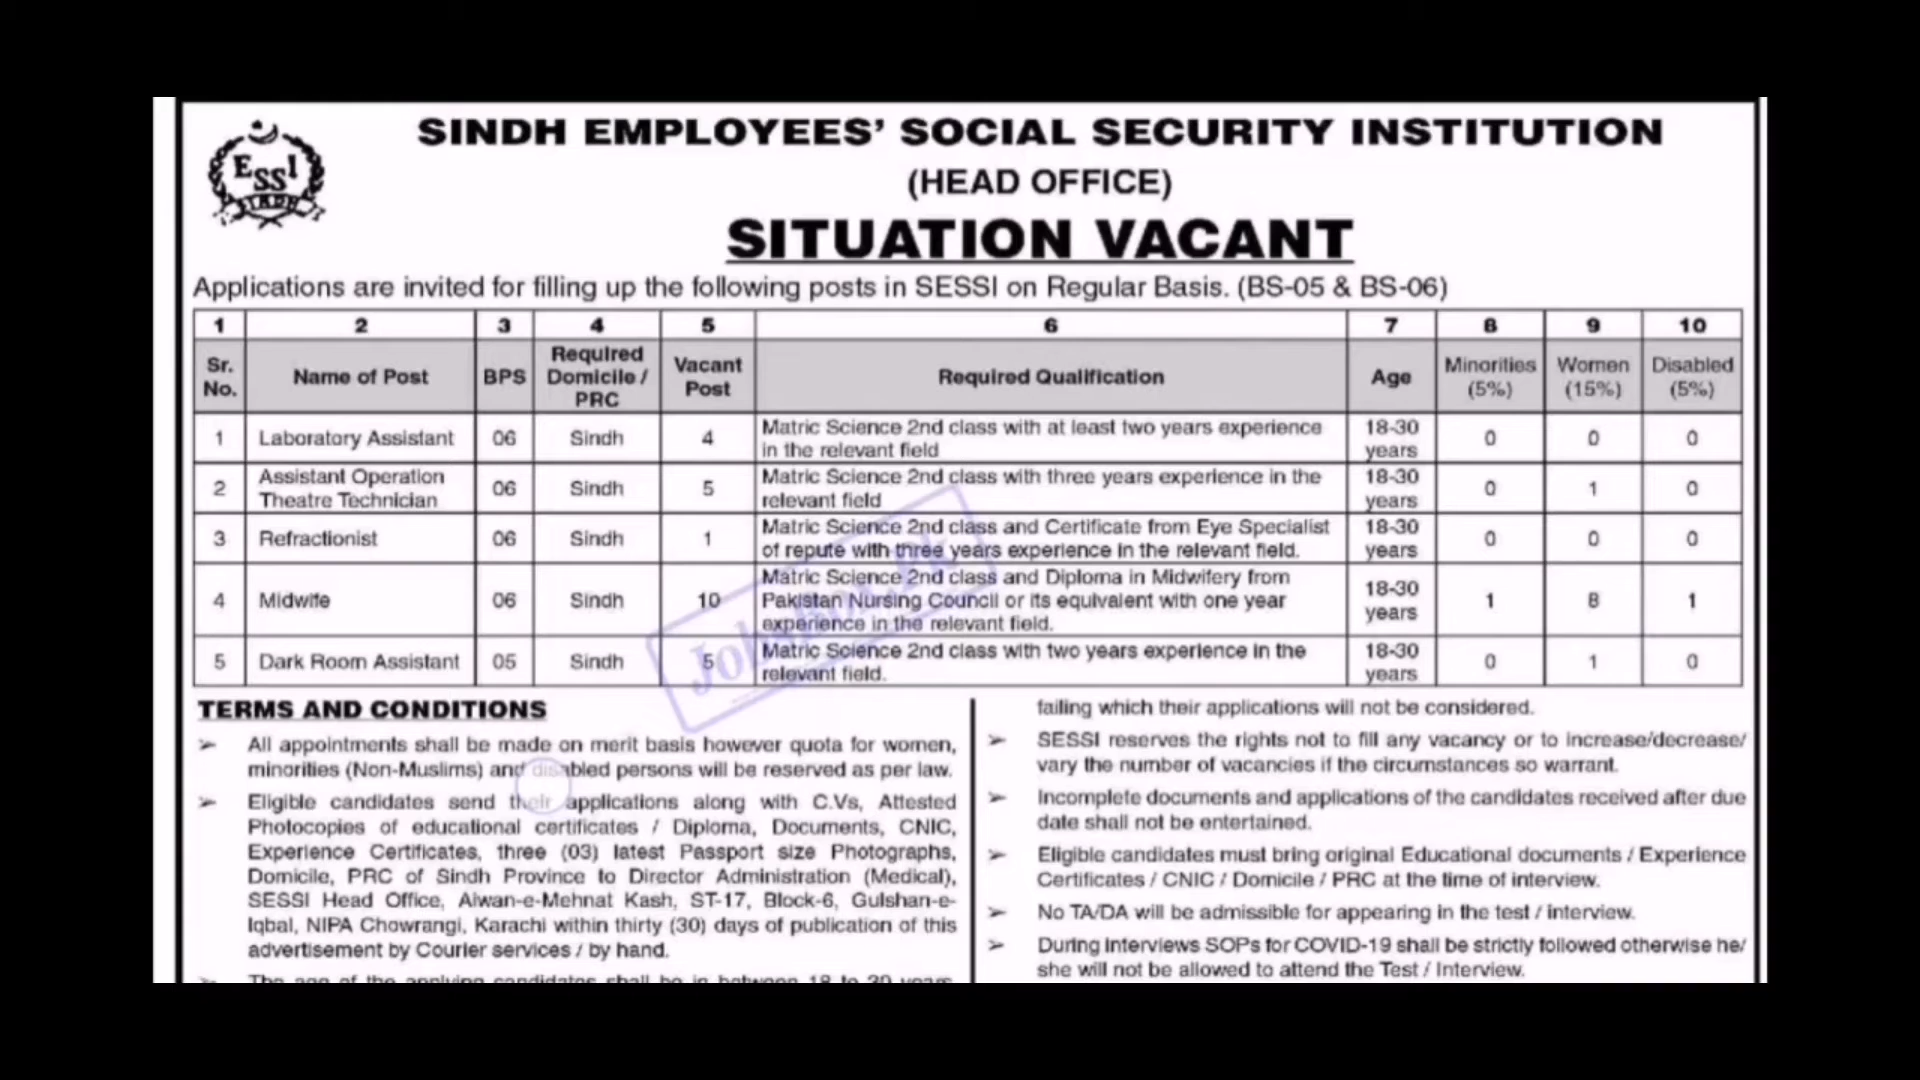 ESSI
SINDH
SINDH EMPLOYEES' SOCIAL SECURITY INSTITUTION
(HEAD OFFICE)
SITUATION VACANT
Applications are invited for filling up the following posts in SESSI on Regular Basis. (BS-05 & BS-06)
1 2 3 4 5 6 7 8 9 10
Sr. No. Name of Post BPS Required Domicile / PRC Vacant Post Required Qualification Age Minorities (5%) Women (15%) Disabled (5%)
1 Laboratory Assistant 06 Sindh 4 Matric Science 2nd class with at least two years experience in the relevant field 18-30 years 0 0 0
2 Assistant Operation Theatre Technician 06 Sindh 5 Matric Science 2nd class with three years experience in the relevant field 18-30 years 0 1 0
3 Refractionist 06 Sindh 1 Matric Science 2nd class and Certificate from Eye Specialist of repute with three years experience in the relevant field. 18-30 years 0 0 0
4 Midwife 06 Sindh 10 Matric Science 2nd class and Diploma in Midwifery from Pakistan Nursing Council or its equivalent with one year experience in the relevant field. 18-30 years 1 8 1
5 Dark Room Assistant 05 Sindh 5 Matric Science 2nd class with two years experience in the relevant field. 18-30 years 0 1 0
TERMS AND CONDITIONS
➢ All appointments shall be made on merit basis however quota for women,
minorities (Non-Muslims) and disabled persons will be reserved as per law.
➢ Eligible candidates send their applications along with C.Vs, Attested
Photocopies of educational certificates / Diploma, Documents, CNIC,
Experience Certificates, three (03) latest Passport size Photographs,
Domicile, PRC of Sindh Province to Director Administration (Medical),
SESSI Head Office, Aiwan-e-Mehnat Kash, ST-17, Block-6, Gulshan-e-
Iqbal, NIPA Chowrangi, Karachi within thirty (30) days of publication of this
advertisement by Courier services / by hand.
➢ The age of the applying candidates shall be in between 18 to 30 years
failing which their applications will not be considered.
➢ SESSI reserves the rights not to fill any vacancy or to increase/decrease/
vary the number of vacancies if the circumstances so warrant.
➢ Incomplete documents and applications of the candidates received after due
date shall not be entertained.
➢ Eligible candidates must bring original Educational documents / Experience
Certificates / CNIC / Domicile / PRC at the time of interview.
➢ No TA/DA will be admissible for appearing in the test / interview.
➢ During interviews SOPs for COVID-19 shall be strictly followed otherwise he/
she will not be allowed to attend the Test / Interview.